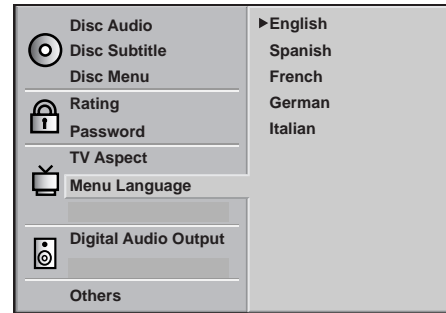 Disc Audio
Disc Subtitle
Disc Menu
Rating
Password
TV Aspect
Menu Language
Digital Audio Output
Others
English
Spanish
French
German
Italian